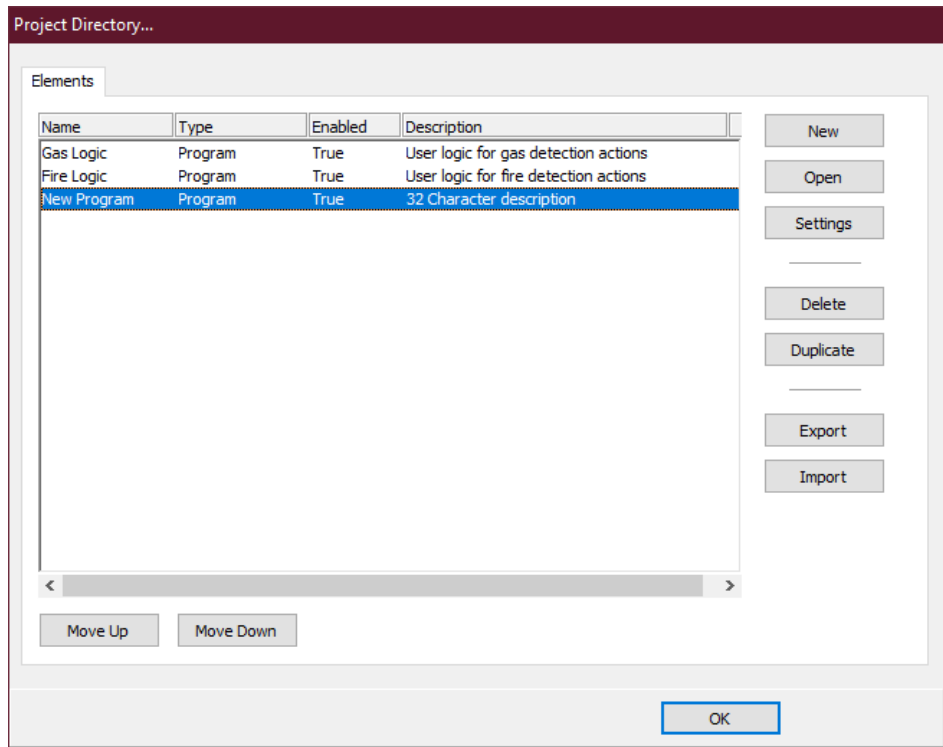 Project Directory...
Elements
Name Type Enabled Description
Gas Logic Program True User logic for gas detection actions
Fire Logic Program True User logic for fire detection actions
New Program Program True 32 Character description
New
Open
Settings
Delete
Duplicate
Export
Import
Move Up Move Down
OK